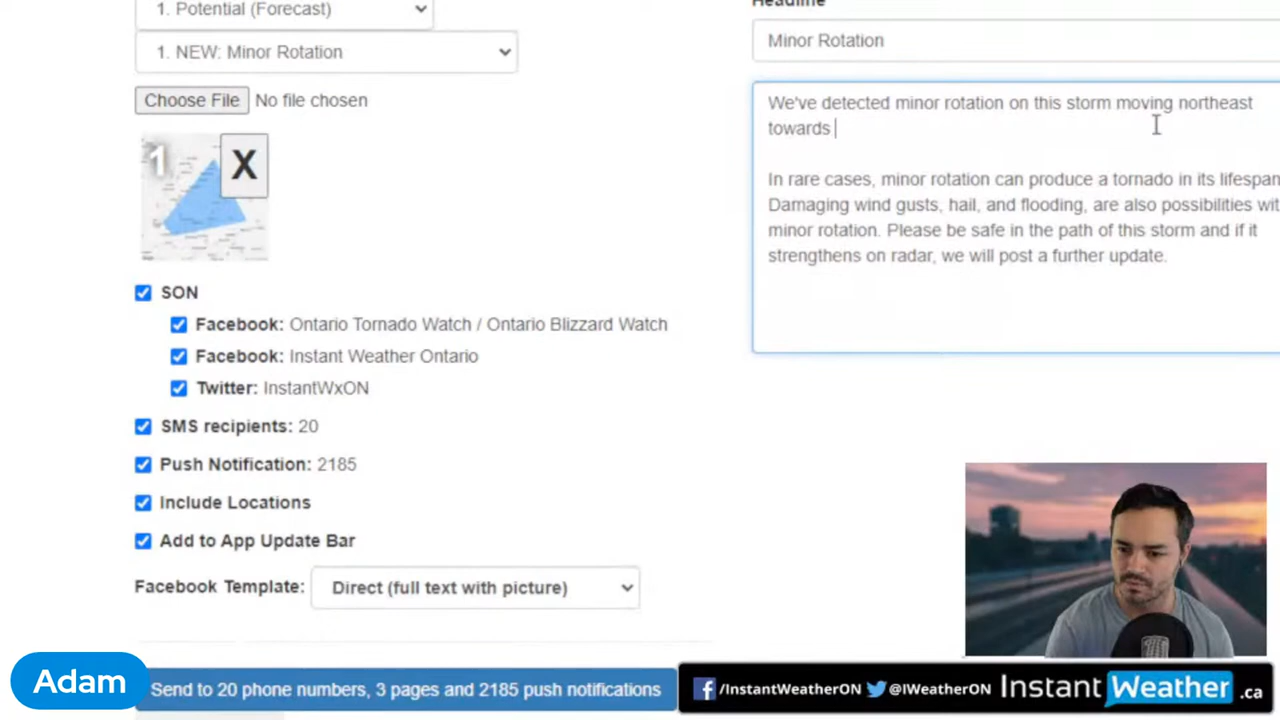 1. Potential (Forecast)
1. NEW: Minor Rotation
Choose File No file chosen
1 X
SON
Facebook: Ontario Tornado Watch / Ontario Blizzard Watch
Facebook: Instant Weather Ontario
Twitter: InstantWxON
SMS recipients: 20
Push Notification: 2185
Include Locations
Add to App Update Bar
Facebook Template: Direct (full text with picture)
Send to 20 phone numbers, 3 pages and 2185 push notifications
Headline
Minor Rotation
We've detected minor rotation on this storm moving northeast
towards
In rare cases, minor rotation can produce a tornado in its lifespan
Damaging wind gusts, hail, and flooding, are also possibilities wit
minor rotation. Please be safe in the path of this storm and if it
strengthens on radar, we will post a further update.
Adam
/InstantWeatherON @IWeatherON InstantWeather.ca